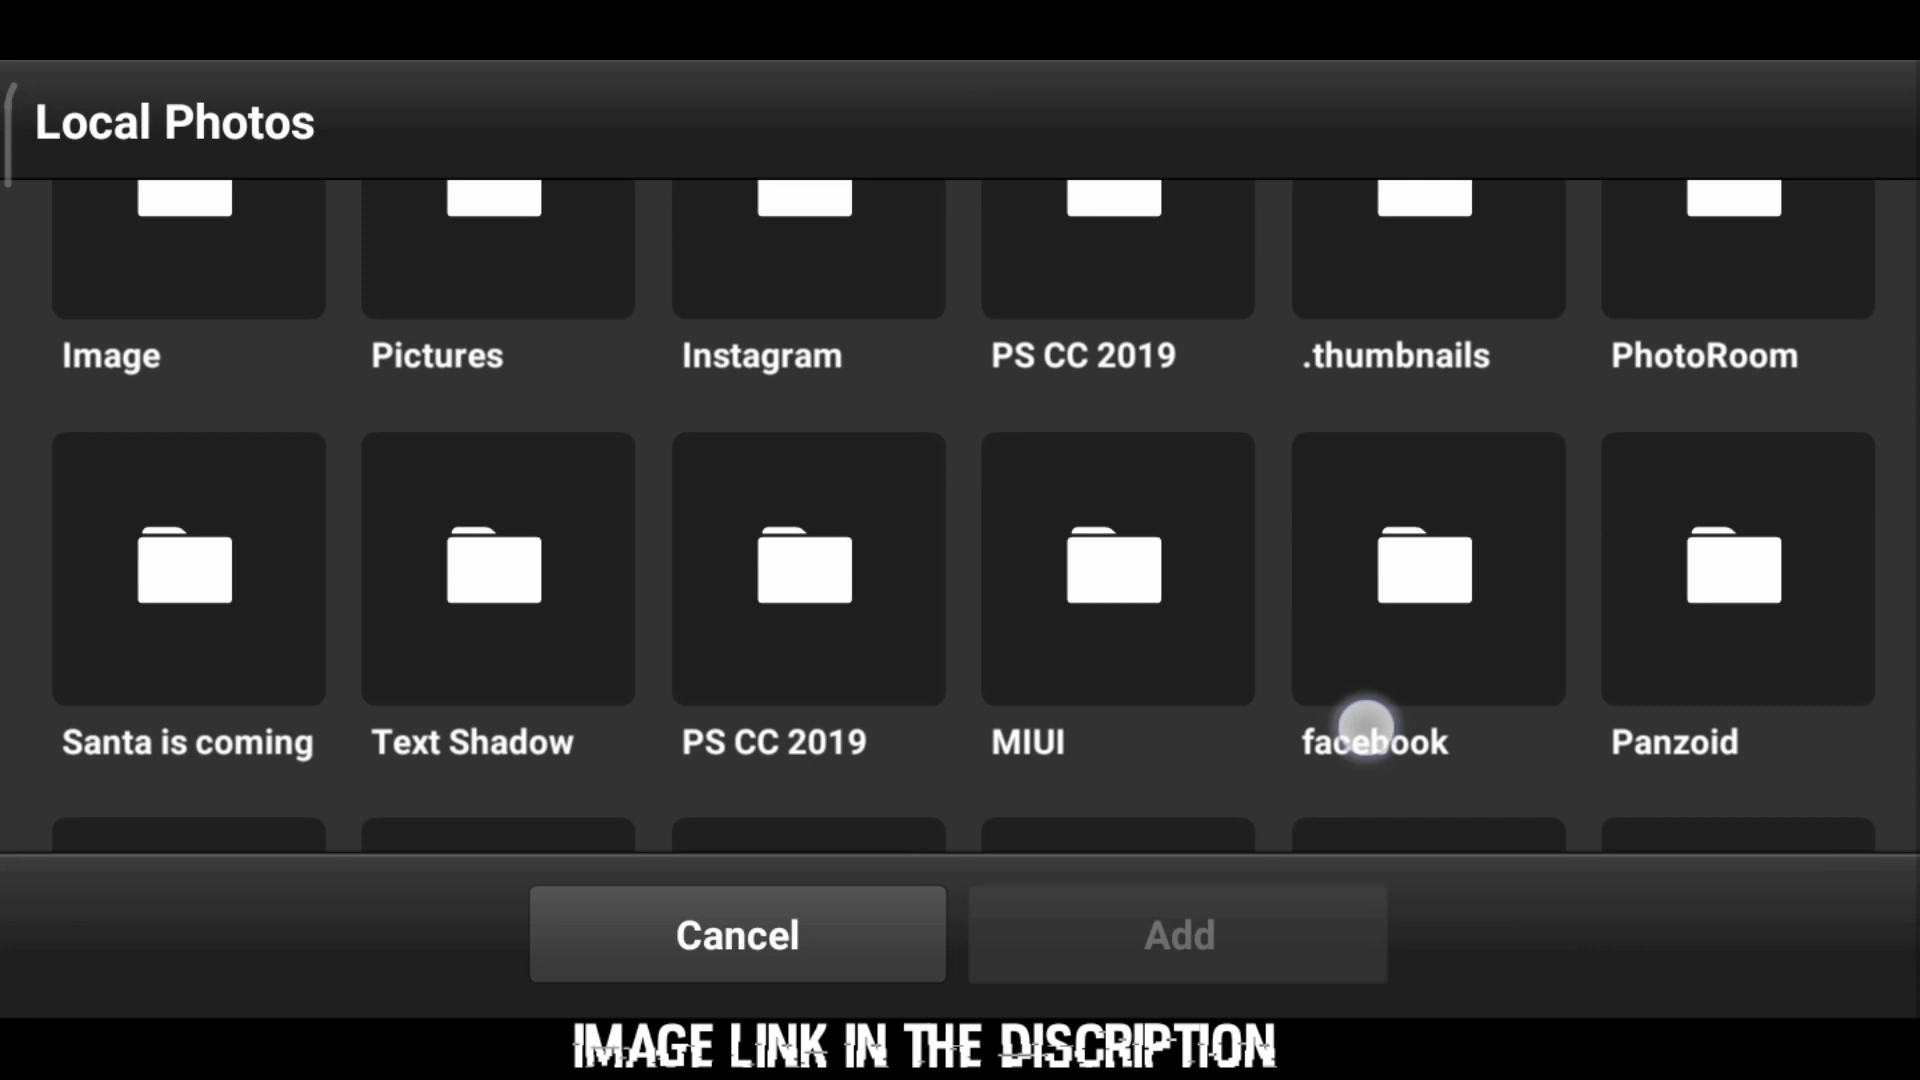 Local Photos
Image Pictures Instagram PS CC 2019 .thumbnails PhotoRoom
Santa is coming Text Shadow PS CC 2019 MIUI facebook Panzoid
Cancel Add
IMAGE LINK IN THE DISCRIPTION